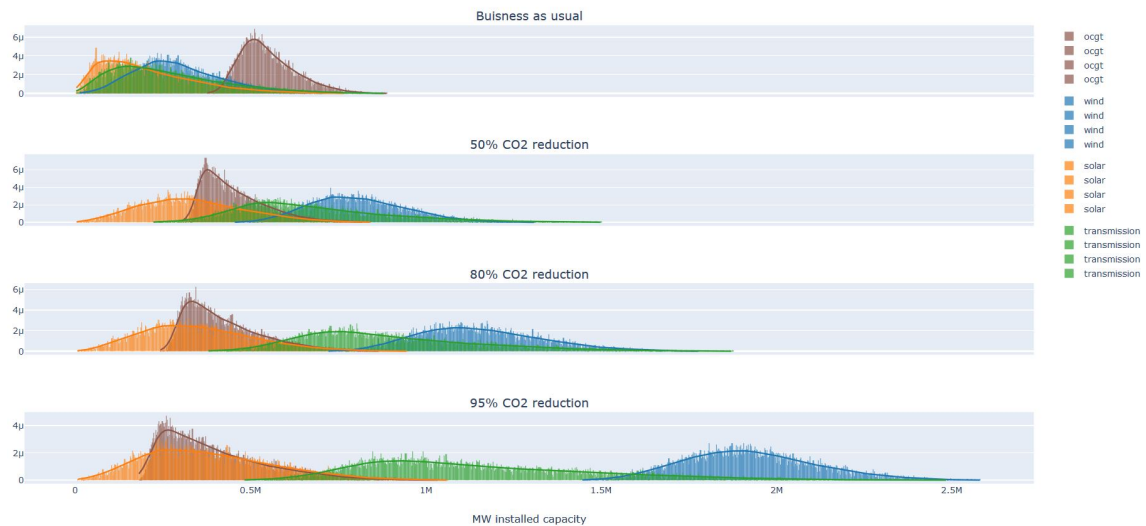 Buisness as usual
6μ
4μ
2μ
0
50% CO2 reduction
6μ
4μ
2μ
0
80% CO2 reduction
6μ
4μ
2μ
0
95% CO2 reduction
4μ
2μ
0
0
0.5M
1M
1.5M
2M
2.5M
MW installed capacity
ocgt
ocgt
ocgt
ocgt
wind
wind
wind
wind
solar
solar
solar
solar
transmission
transmission
transmission
transmission